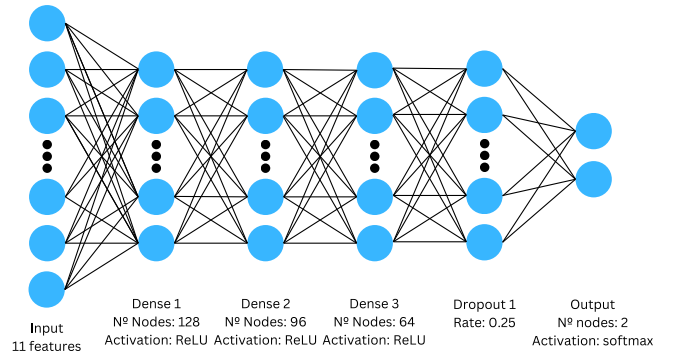 Input
11 features
Dense 1
Nº Nodes: 128
Activation: ReLU
Dense 2
Nº Nodes: 96
Activation: ReLU
Dense 3
Nº Nodes: 64
Activation: ReLU
Dropout 1
Rate: 0.25
Output
Nº nodes: 2
Activation: softmax